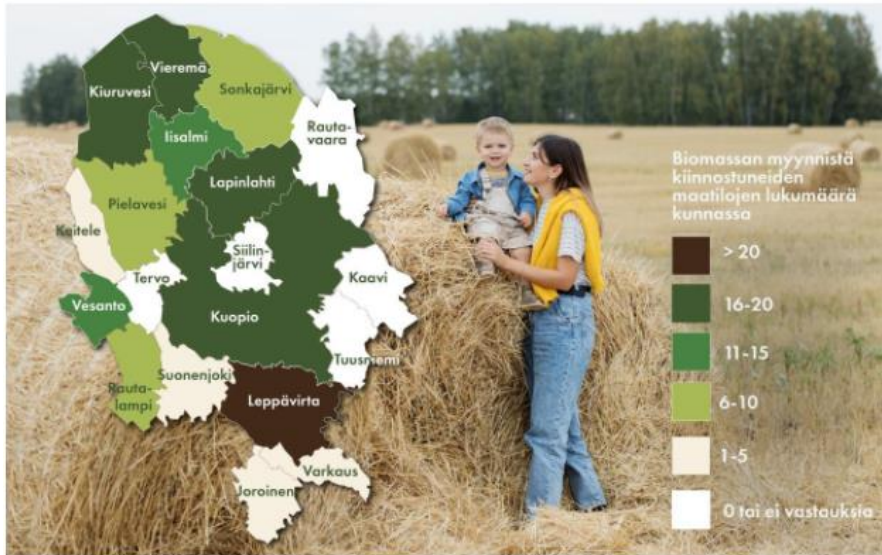 Vieremä
Kiuruvesi
Sonkajärvi
Iisalmi
Rauta-
vaara
Lapinlahti
Pielavesi
Keitele
Siilin-
järvi
Tervo
Kaavi
Vesanto
Kuopio
Tuusniemi
Suonenjoki
Rauta-
lampi
Leppävirta
Varkaus
Joroinen
Biomassan myynnistä
kiinnostuneiden
maatilojen lukumäärä
kunnassa
> 20
16-20
11-15
6-10
1-5
0 tai ei vastauksia